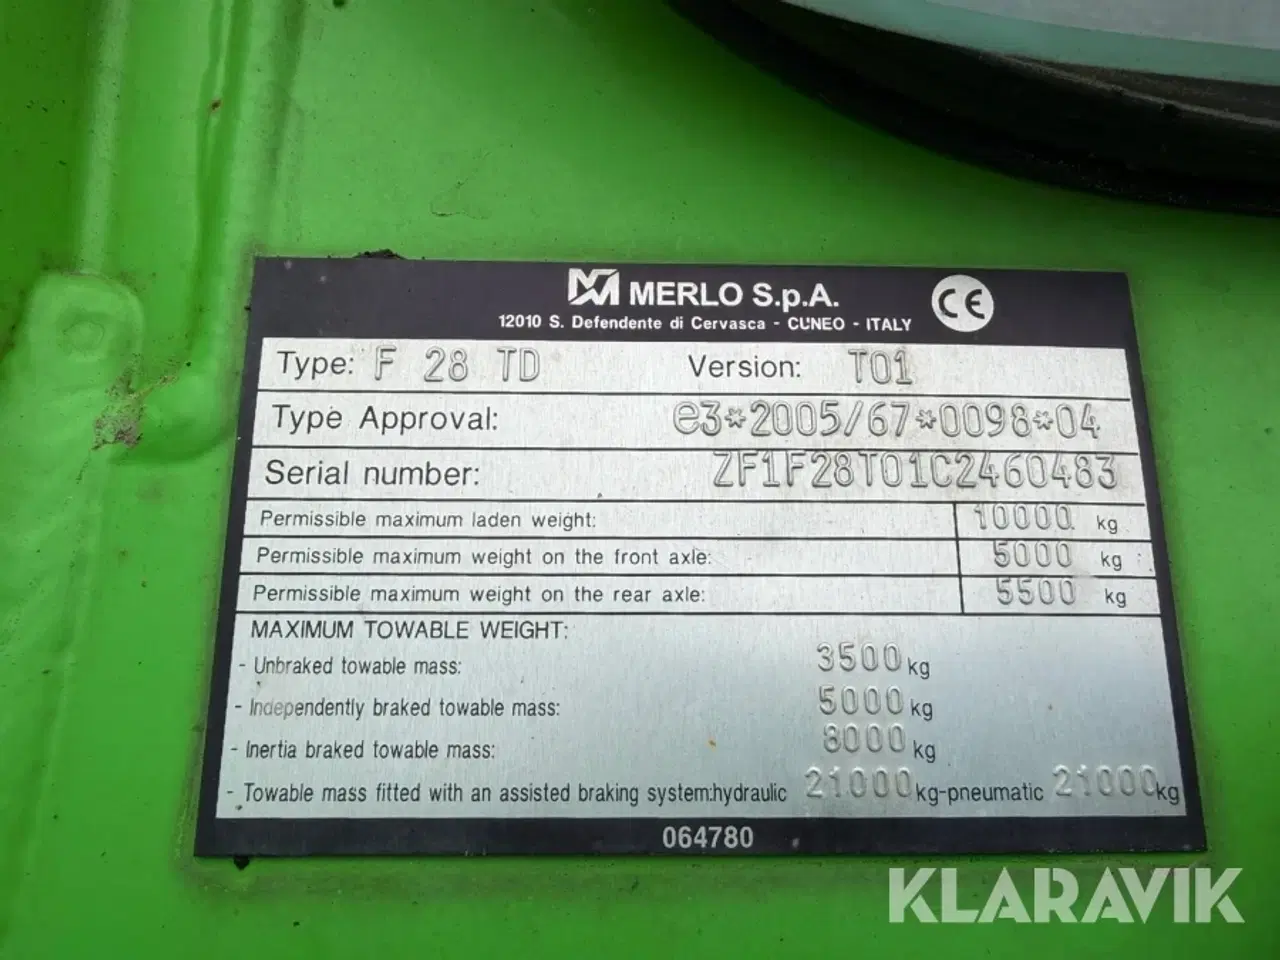 MERLO S.p.A.
12010 S. Defendente di Cervasca - CUNEO - ITALY
CE
Type: F 28 TD Version: T01
Type Approval: e3*2005/67*0098*04
Serial number: ZF1F28T01C2460483
Permissible maximum laden weight: 10000 kg
Permissible maximum weight on the front axle: 5000 kg
Permissible maximum weight on the rear axle: 5500 kg
MAXIMUM TOWABLE WEIGHT:
- Unbraked towable mass: 3500 kg
- Independently braked towable mass: 5000 kg
- Inertia braked towable mass: 8000 kg
- Towable mass fitted with an assisted braking system:hydraulic 21000 kg-pneumatic 21000 kg
064780
KLARAVIK